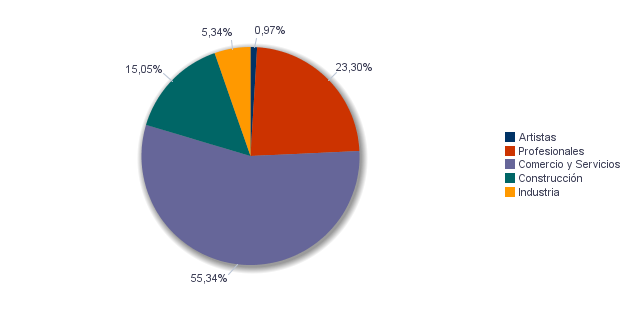 5,34%
0,97%
15,05%
23,30%
55,34%
Artistas
Profesionales
Comercio y Servicios
Construcción
Industria